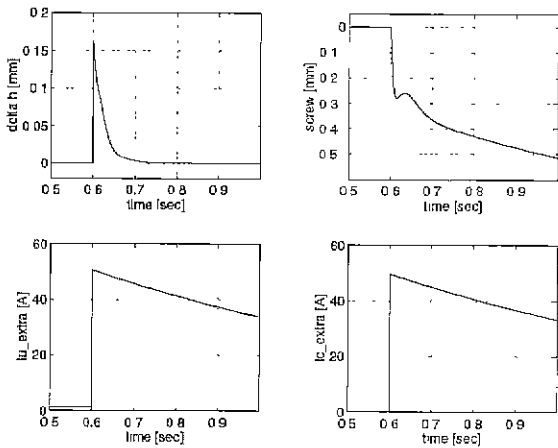 0 2
0.15
0.1
0 05
0
delta h [mm]
0 5 0.6 0.7 0.8 0 9
time [sec]
0
0 1
0 2
0 3
0 4
0 5
screw [mm]
0 5 0 6 0.7 0 8 0.9
time [sec]
60
40
20
0
Iu_extra [A]
0 5 0.6 0.7 0.8 0 9
time [sec]
60
40
20
0
Ic_extra [A]
0.5 0.6 0.7 0.8 0.9
time [sec]